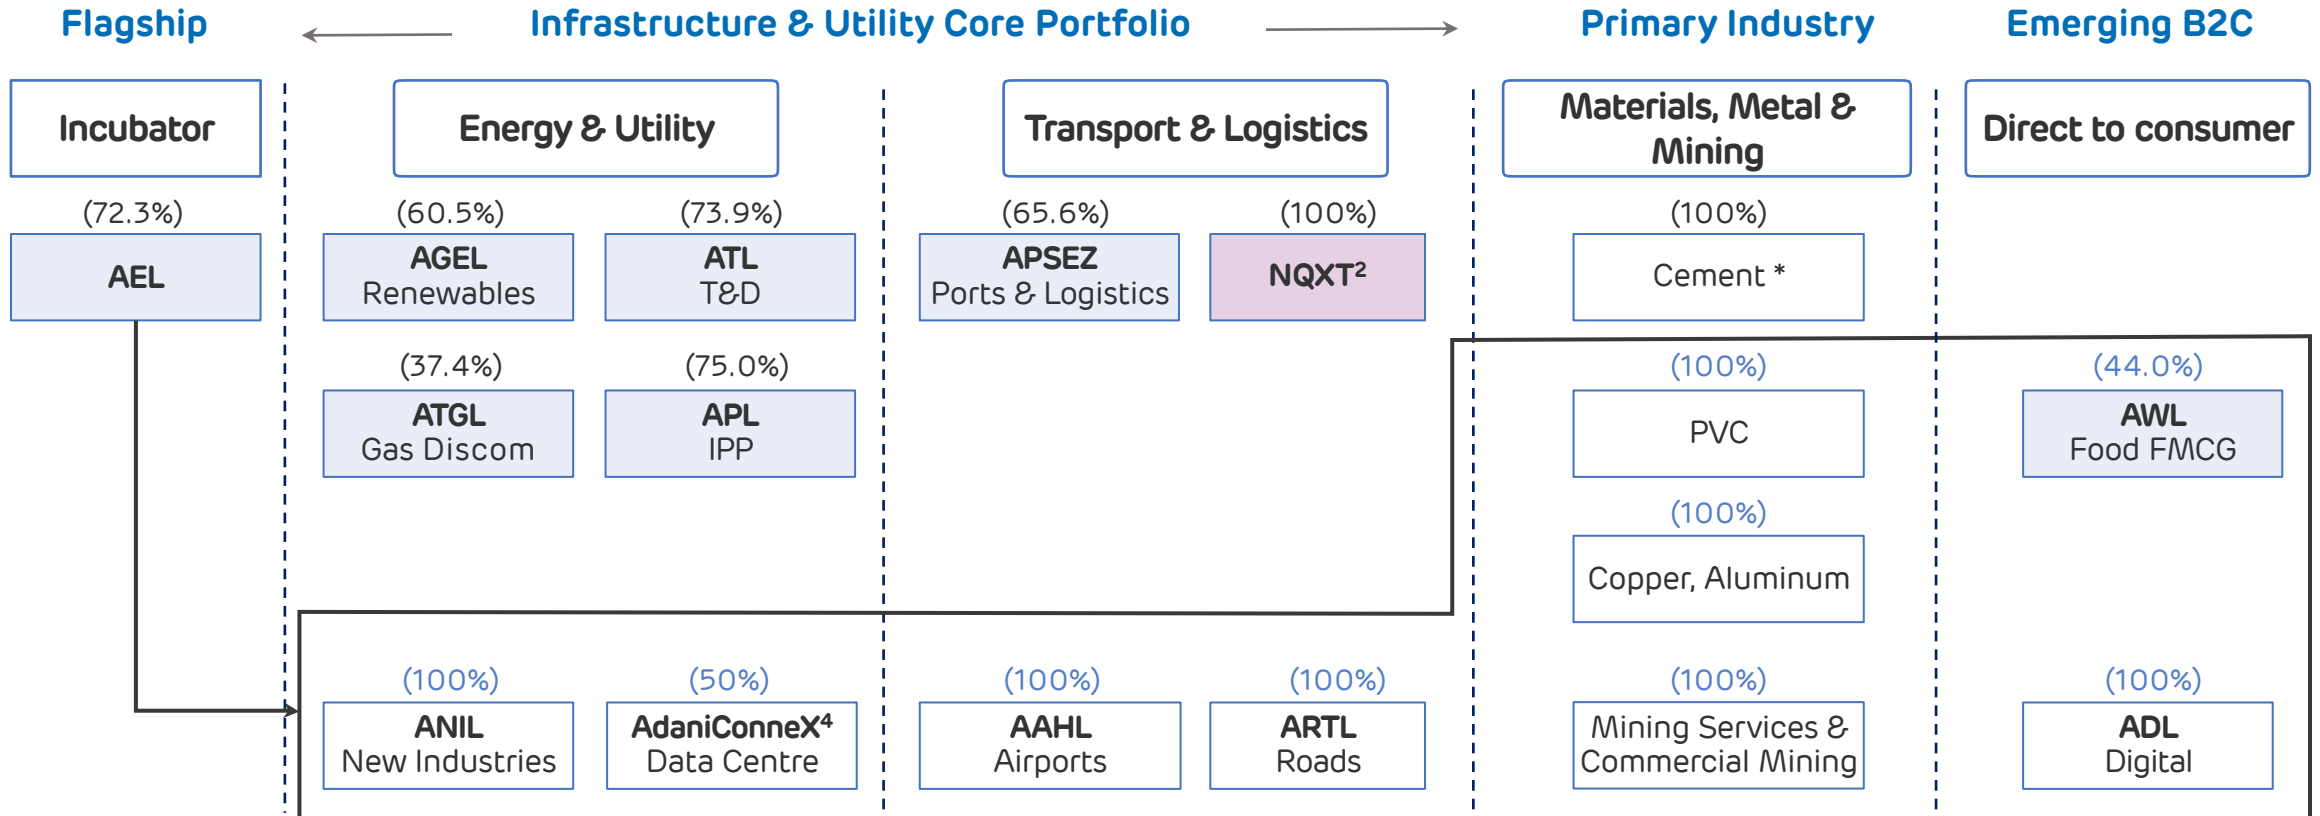 Flagship
Infrastructure & Utility Core Portfolio
Primary Industry
Emerging B2C
Incubator
Energy & Utility
Transport & Logistics
Materials, Metal &
Mining
Direct to consumer
(72.3%)
(60.5%)
(73.9%)
(65.6%)
(100%)
(100%)
AEL
AGEL
Renewables
ATL
T&D
APSEZ
Ports & Logistics
NQXT²
Cement *
(37.4%)
(75.0%)
(100%)
(44.0%)
ATGL
Gas Discom
APL
IPP
PVC
AWL
Food FMCG
(100%)
Copper, Aluminum
(100%)
(50%)
(100%)
(100%)
(100%)
(100%)
ANIL
New Industries
AdaniConneX⁴
Data Centre
AAHL
Airports
ARTL
Roads
Mining Services &
Commercial Mining
ADL
Digital